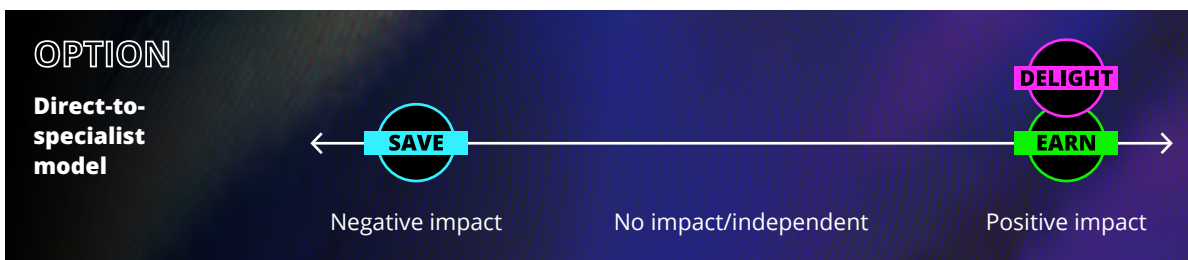 OPTION
Direct-to-
specialist
model
DELIGHT
SAVE
EARN
Negative impact
No impact/independent
Positive impact